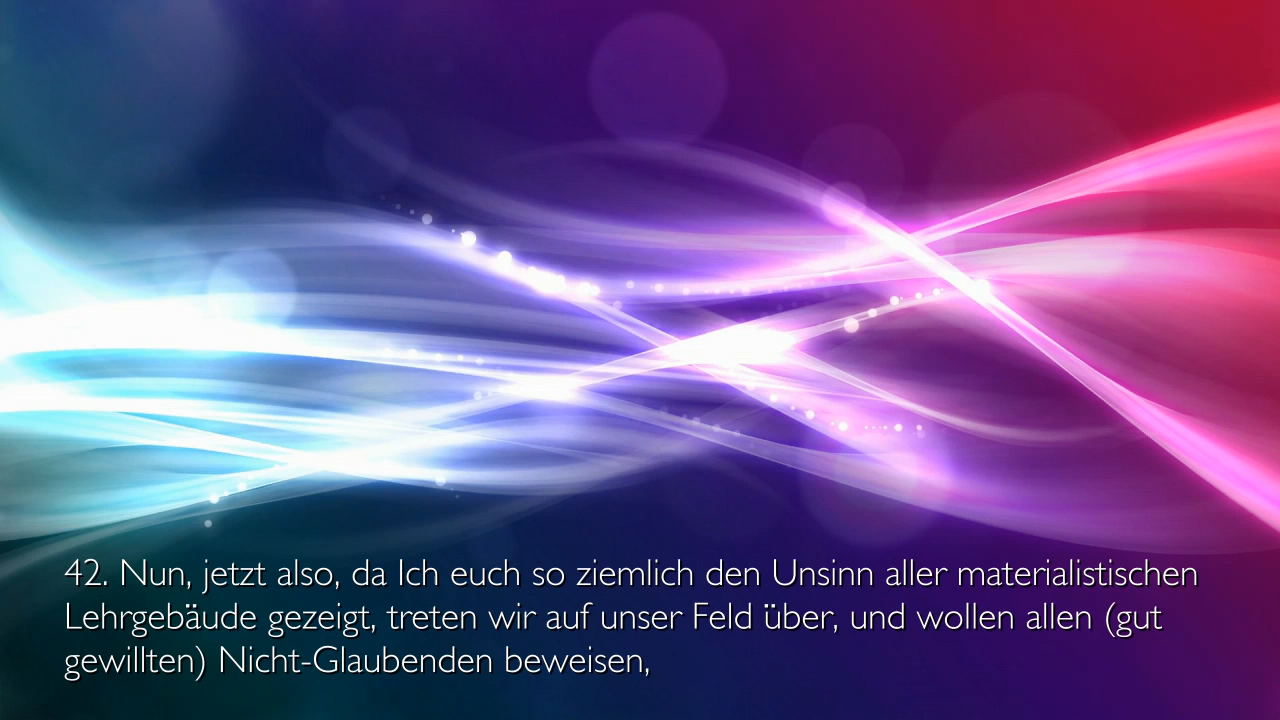 42. Nun, jetzt also, da Ich euch so ziemlich den Unsinn aller materialistischen
Lehrgebäude gezeigt, treten wir auf unser Feld über, und wollen allen (gut
gewillten) Nicht-Glaubenden beweisen,